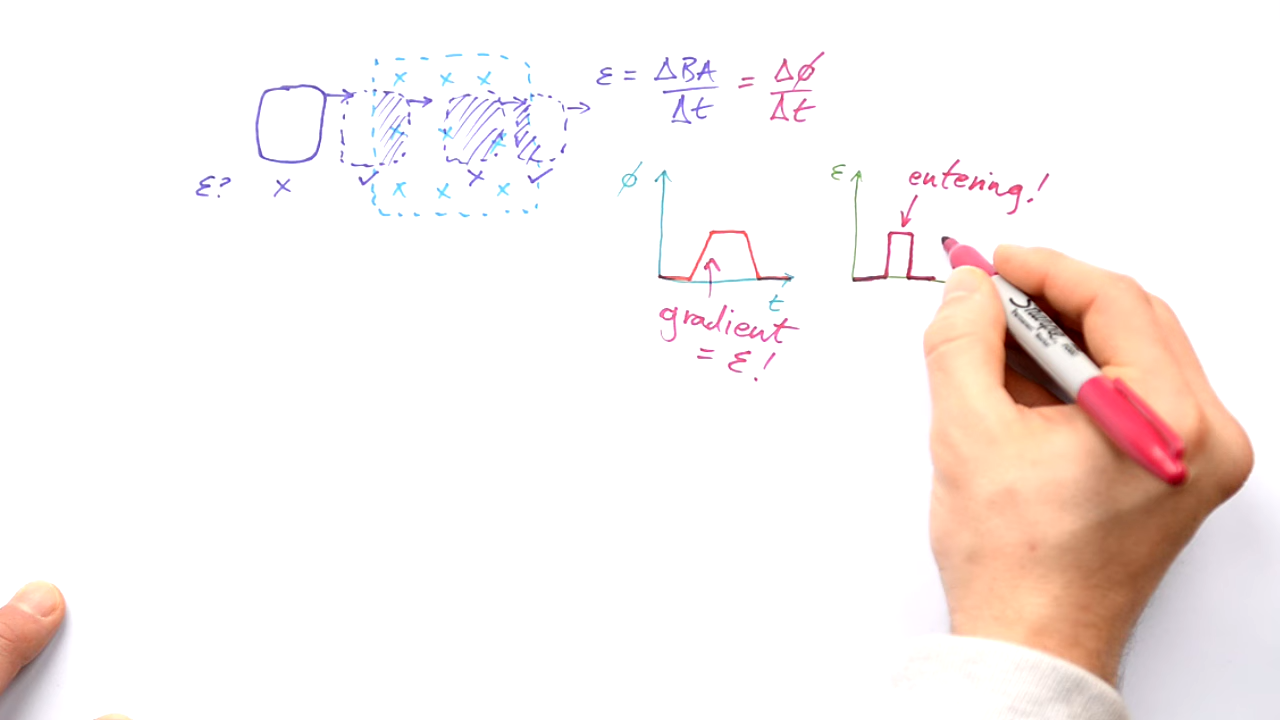 ε = ΔBA/Δt = Δϕ/Δt
ε? x ✓ x ✓
ϕ
t
gradient
= ε!
ε
entering!
Sharpie